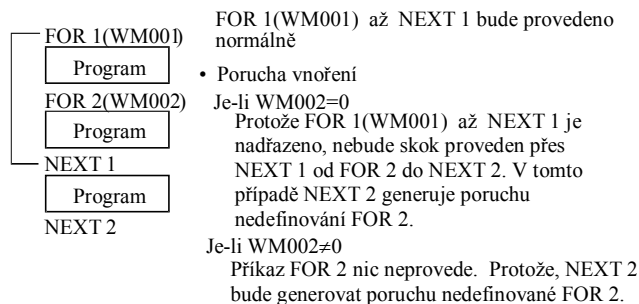 FOR 1(WM001)
Program
FOR 2(WM002)
Program
NEXT 1
Program
NEXT 2
FOR 1(WM001) až NEXT 1 bude provedeno
normálně
• Porucha vnoření
Je-li WM002=0
Protože FOR 1(WM001) až NEXT 1 je
nadřazeno, nebude skok proveden přes
NEXT 1 od FOR 2 do NEXT 2. V tomto
případě NEXT 2 generuje poruchu
nedefinování FOR 2.
Je-li WM002≠0
Příkaz FOR 2 nic neprovede. Protože, NEXT 2
bude generovat poruchu nedefinované FOR 2.